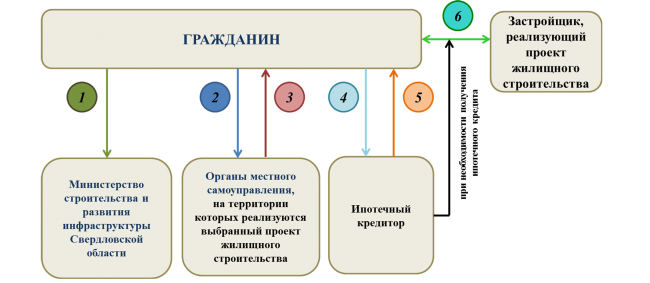 ГРАЖДАНИН
6
Застройщик,
реализующий
проект
жилищного
строительства
1
2
3
4
5
при необходимости получения
ипотечного кредита
Министерство
строительства и
развития
инфраструктуры
Свердловской
области
Органы местного
самоуправления,
на территории
которых реализуются
выбранный проект
жилищного
строительства
Ипотечный
кредитор